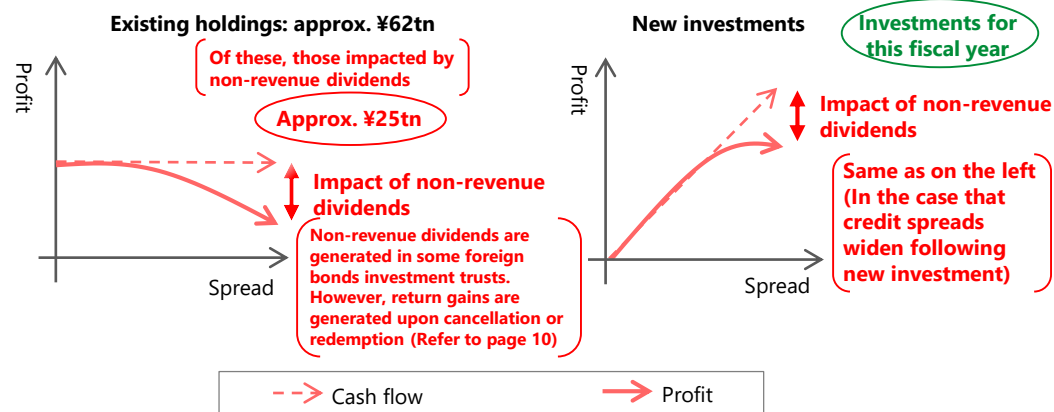 Existing holdings: approx. ¥62tn
Of these, those impacted by
non-revenue dividends
Approx. ¥25tn
Profit
Impact of non-revenue
dividends
Non-revenue dividends are
generated in some foreign
bonds investment trusts.
However, return gains are
generated upon cancellation or
redemption (Refer to page 10)
Spread
New investments
Investments for
this fiscal year
Profit
Impact of non-revenue
dividends
Same as on the left
(In the case that
credit spreads
widen following
new investment)
Spread
Cash flow
Profit